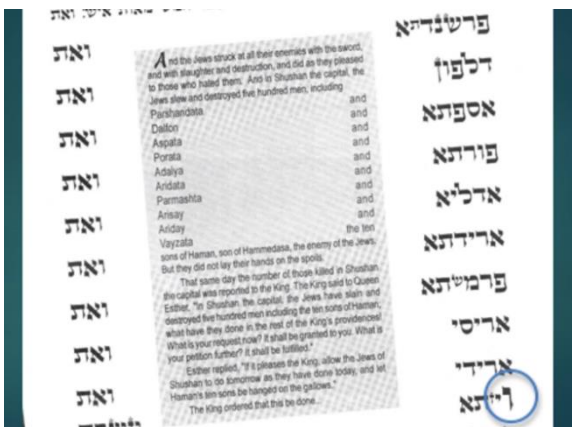 מאות איש ואת
פרשנדתא ואת
דלפון ואת
אספתא ואת
פורתא ואת
אדליא ואת
ארידתא ואת
פרמשתא ואת
אריסי ואת
ארידי ואת
ויזתא עשרת
And the Jews struck at all their enemies with the sword,
and with slaughter and destruction, and did as they pleased
to those who hated them. And in Shushan the capital, the
Jews slew and destroyed five hundred men, including
Parshandata and
Dalfon and
Aspata and
Porata and
Adalya and
Aridata and
Parmashta and
Arisay and
Ariday and
Vayzata the ten
sons of Haman, son of Hammedasa, the enemy of the Jews.
But they did not lay their hands on the spoils.
That same day the number of those killed in Shushan
the capital was reported to the King. The King said to Queen
Esther, "In Shushan the capital, the Jews have slain and
destroyed five hundred men including the ten sons of Haman;
what have they done in the rest of the King's providences!
What is your request now? It shall be granted to you. What is
your petition further? It shall be fulfilled."
Esther replied, "If it pleases the King, allow the Jews of
Shushan to do tomorrow as they have done today, and let
Haman's ten sons be hanged on the gallows."
The King ordered that this be done...